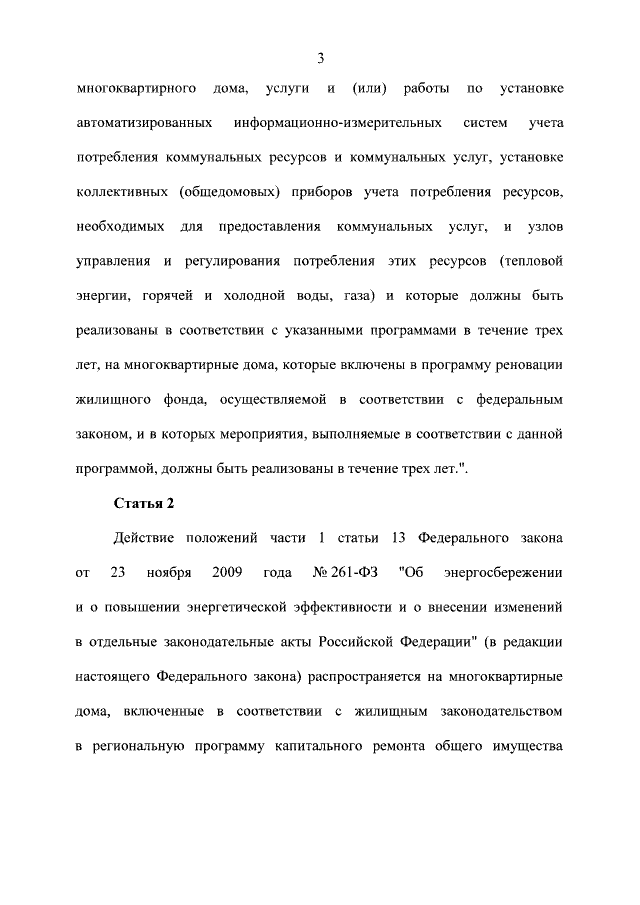 3
многоквартирного дома, услуги и (или) работы по установке
автоматизированных информационно-измерительных систем учета
потребления коммунальных ресурсов и коммунальных услуг, установке
коллективных (общедомовых) приборов учета потребления ресурсов,
необходимых для предоставления коммунальных услуг, и узлов
управления и регулирования потребления этих ресурсов (тепловой
энергии, горячей и холодной воды, газа) и которые должны быть
реализованы в соответствии с указанными программами в течение трех
лет, на многоквартирные дома, которые включены в программу реновации
жилищного фонда, осуществляемой в соответствии с федеральным
законом, и в которых мероприятия, выполняемые в соответствии с данной
программой, должны быть реализованы в течение трех лет.".
Статья 2
Действие положений части 1 статьи 13 Федерального закона
от 23 ноября 2009 года № 261-ФЗ "Об энергосбережении
и о повышении энергетической эффективности и о внесении изменений
в отдельные законодательные акты Российской Федерации" (в редакции
настоящего Федерального закона) распространяется на многоквартирные
дома, включенные в соответствии с жилищным законодательством
в региональную программу капитального ремонта общего имущества